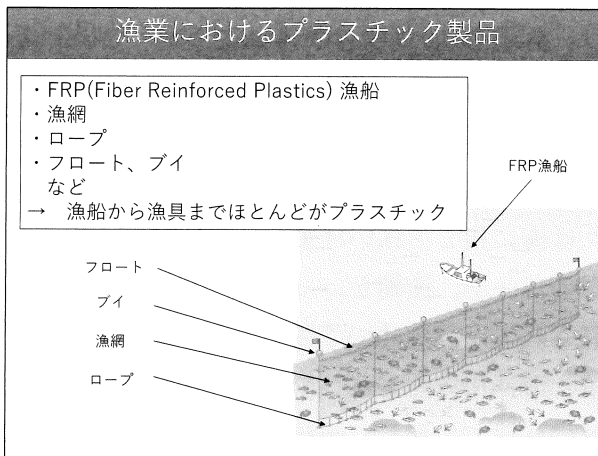 漁業におけるプラスチック製品
・FRP(Fiber Reinforced Plastics) 漁船
・漁網
・ロープ
・フロート、ブイ
など
→ 漁船から漁具までほとんどがプラスチック
FRP漁船
フロート
ブイ
漁網
ロープ